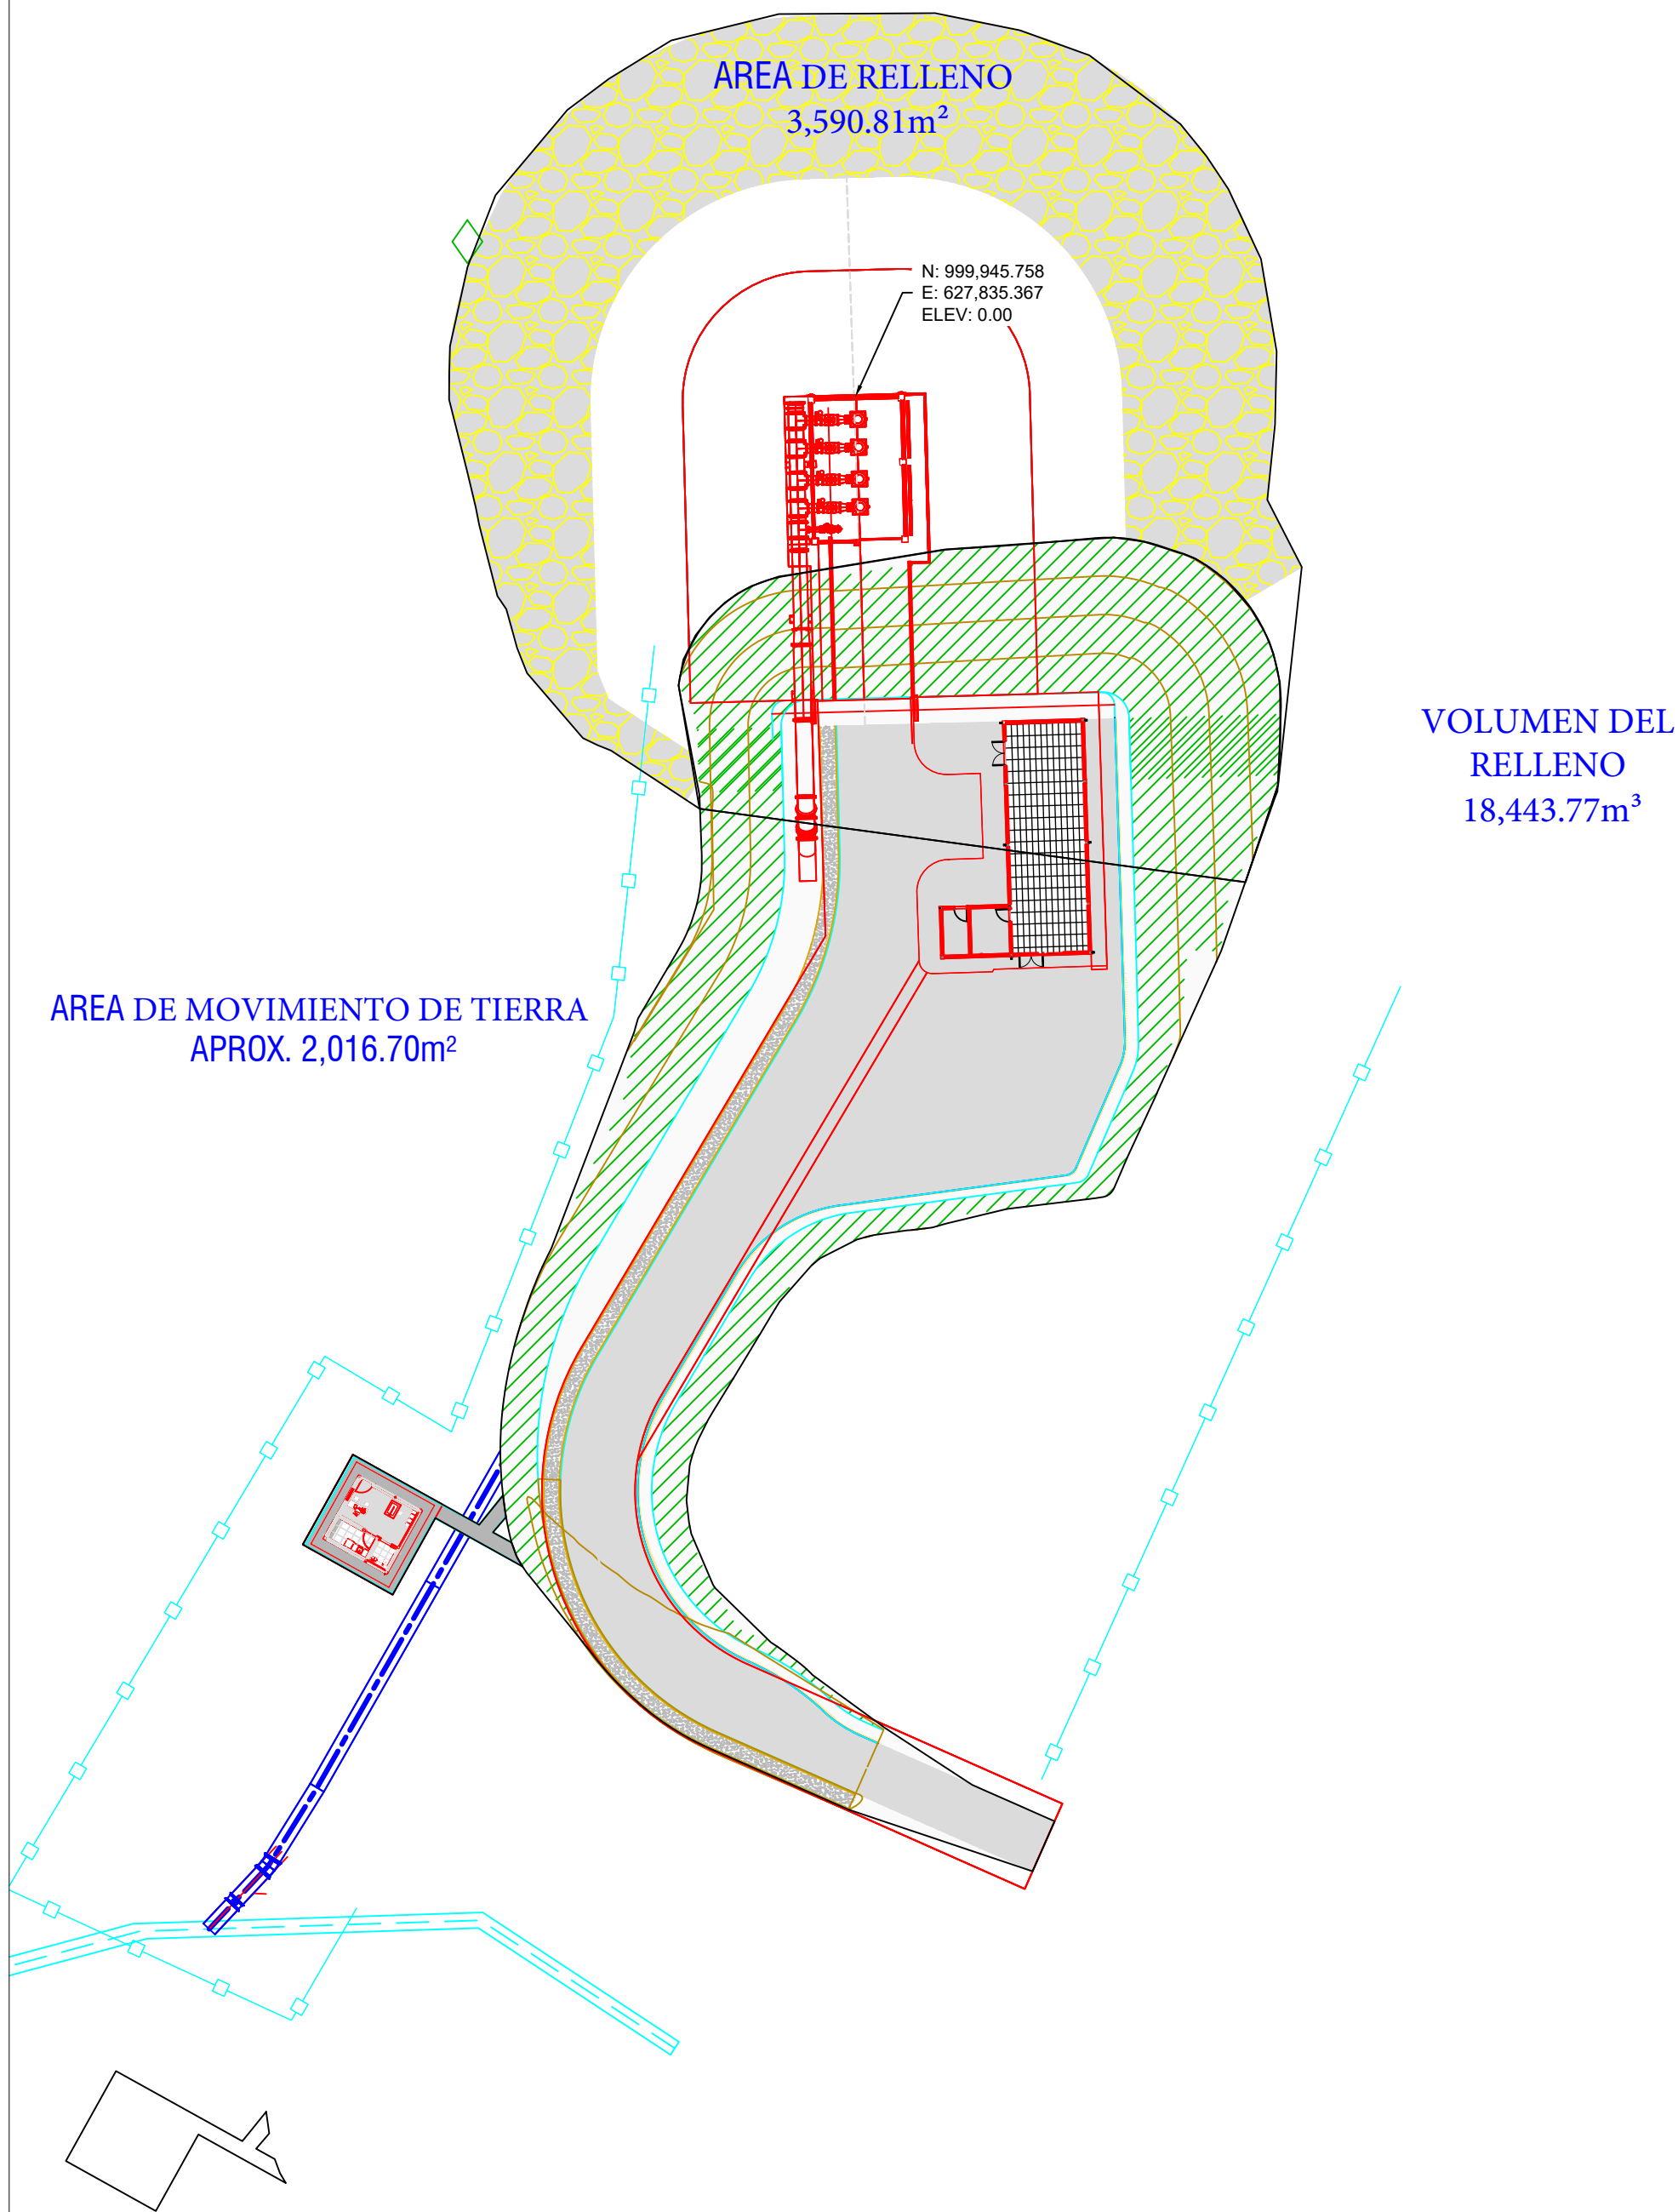 AREA DE RELLENO
3,590.81m²
N: 999,945.758
E: 627,835.367
ELEV: 0.00
VOLUMEN DEL
RELLENO
18,443.77m³
AREA DE MOVIMIENTO DE TIERRA
APROX. 2,016.70m²